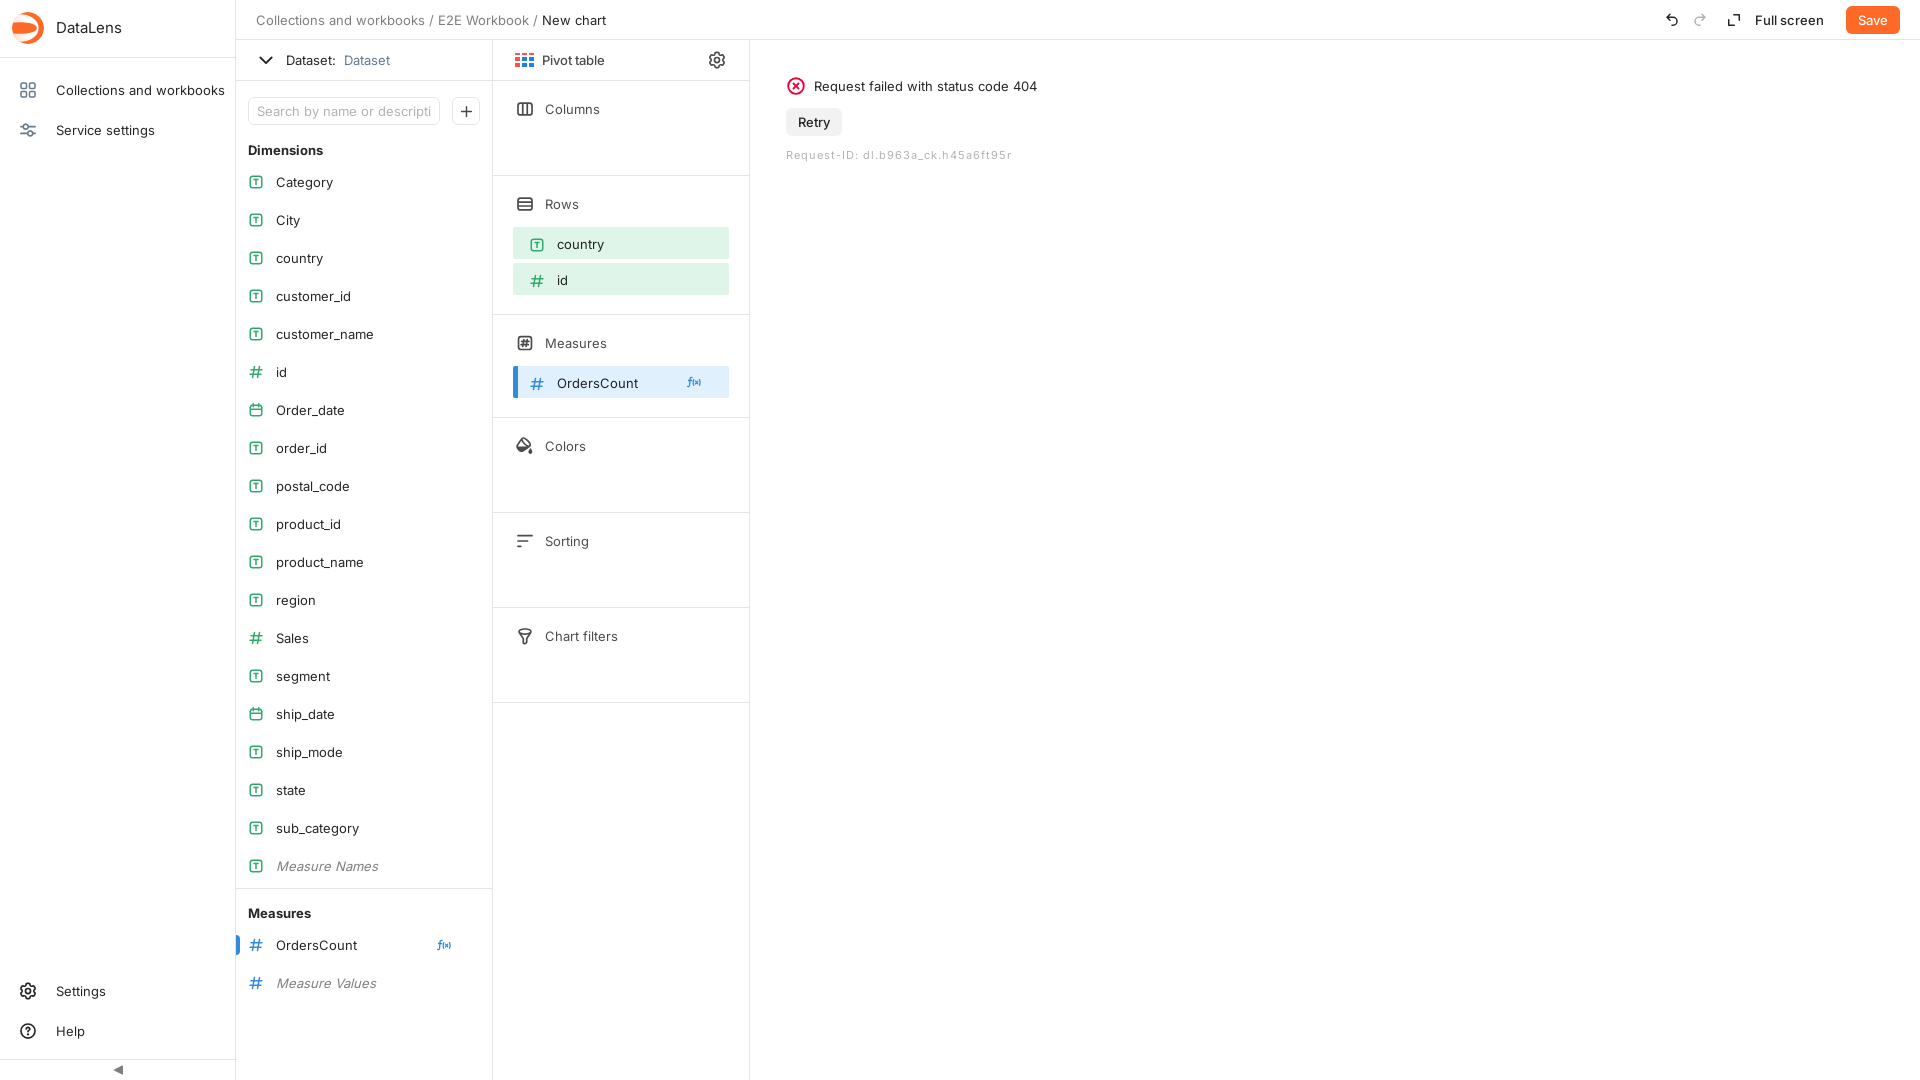 DataLens
Collections and workbooks
Service settings
Settings
Help
Collections and workbooks / E2E Workbook / New chart
Full screen
Save
Dataset: Dataset
Search by name or descripti
Dimensions
Category
City
country
customer_id
customer_name
id
Order_date
order_id
postal_code
product_id
product_name
region
Sales
segment
ship_date
ship_mode
state
sub_category
Measure Names
Measures
OrdersCount
Measure Values
Pivot table
Columns
Rows
country
id
Measures
OrdersCount
Colors
Sorting
Chart filters
Request failed with status code 404
Retry
Request-ID: dl.b963a_ck.h45a6ft95r